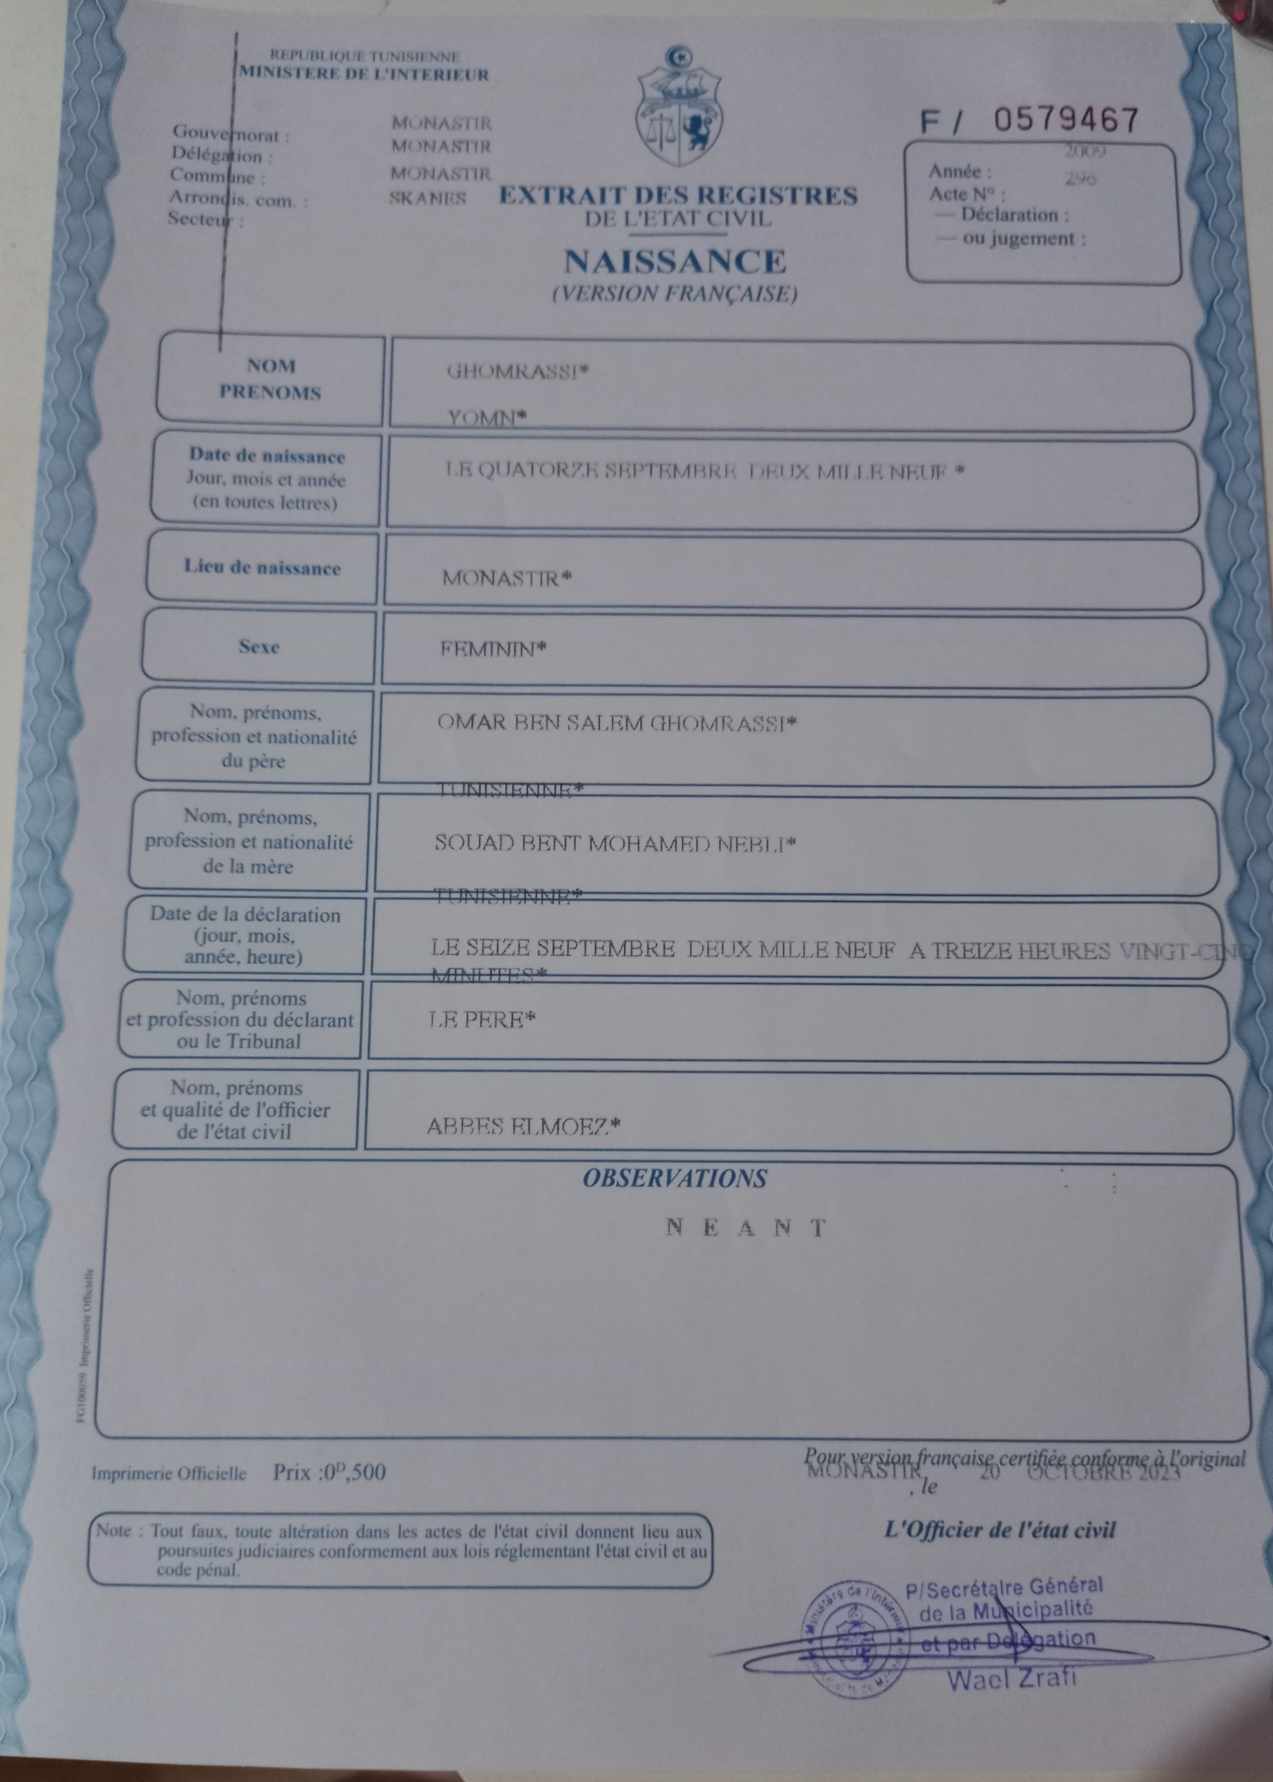 REPUBLIQUE TUNISIENNE
MINISTERE DE L'INTERIEUR
Gouvernorat : MONASTIR
Délégation : MONASTIR
Commune : MONASTIR
Arrondis. com. : SKANES
Secteur :
EXTRAIT DES REGISTRES
DE L'ETAT CIVIL
NAISSANCE
(VERSION FRANÇAISE)
F / 0579467
2009
Année :
296
Acte Nº :
— Déclaration :
— ou jugement :
NOM
PRENOMS
GHOMRASSI*
YOMN*
Date de naissance
Jour, mois et année
(en toutes lettres)
LE QUATORZE SEPTEMBRE DEUX MILLE NEUF *
Lieu de naissance
MONASTIR*
Sexe
FEMININ*
Nom, prénoms,
profession et nationalité
du père
OMAR BEN SALEM GHOMRASSI*
TUNISIENNE*
Nom, prénoms,
profession et nationalité
de la mère
SOUAD BENT MOHAMED NEBLI*
TUNISIENNE*
Date de la déclaration
(jour, mois,
année, heure)
LE SEIZE SEPTEMBRE DEUX MILLE NEUF A TREIZE HEURES VINGT-CINQ
MINUTES*
Nom, prénoms
et profession du déclarant
ou le Tribunal
LE PERE*
Nom, prénoms
et qualité de l'officier
de l'état civil
ABBES ELMOEZ*
OBSERVATIONS
N E A N T
FG100059 Imprimerie Officielle
Imprimerie Officielle Prix :0ᴰ,500
Pour version française certifiée conforme à l'original
MONASTIR 20 OCTOBRE 2023
, le
Note : Tout faux, toute altération dans les actes de l'état civil donnent lieu aux
poursuites judiciaires conformement aux lois réglementant l'état civil et au
code pénal.
L'Officier de l'état civil
P/Secrétaire Général
de la Municipalité
et par Délégation
Wael Zrafi
Ministère de l'Intérieur